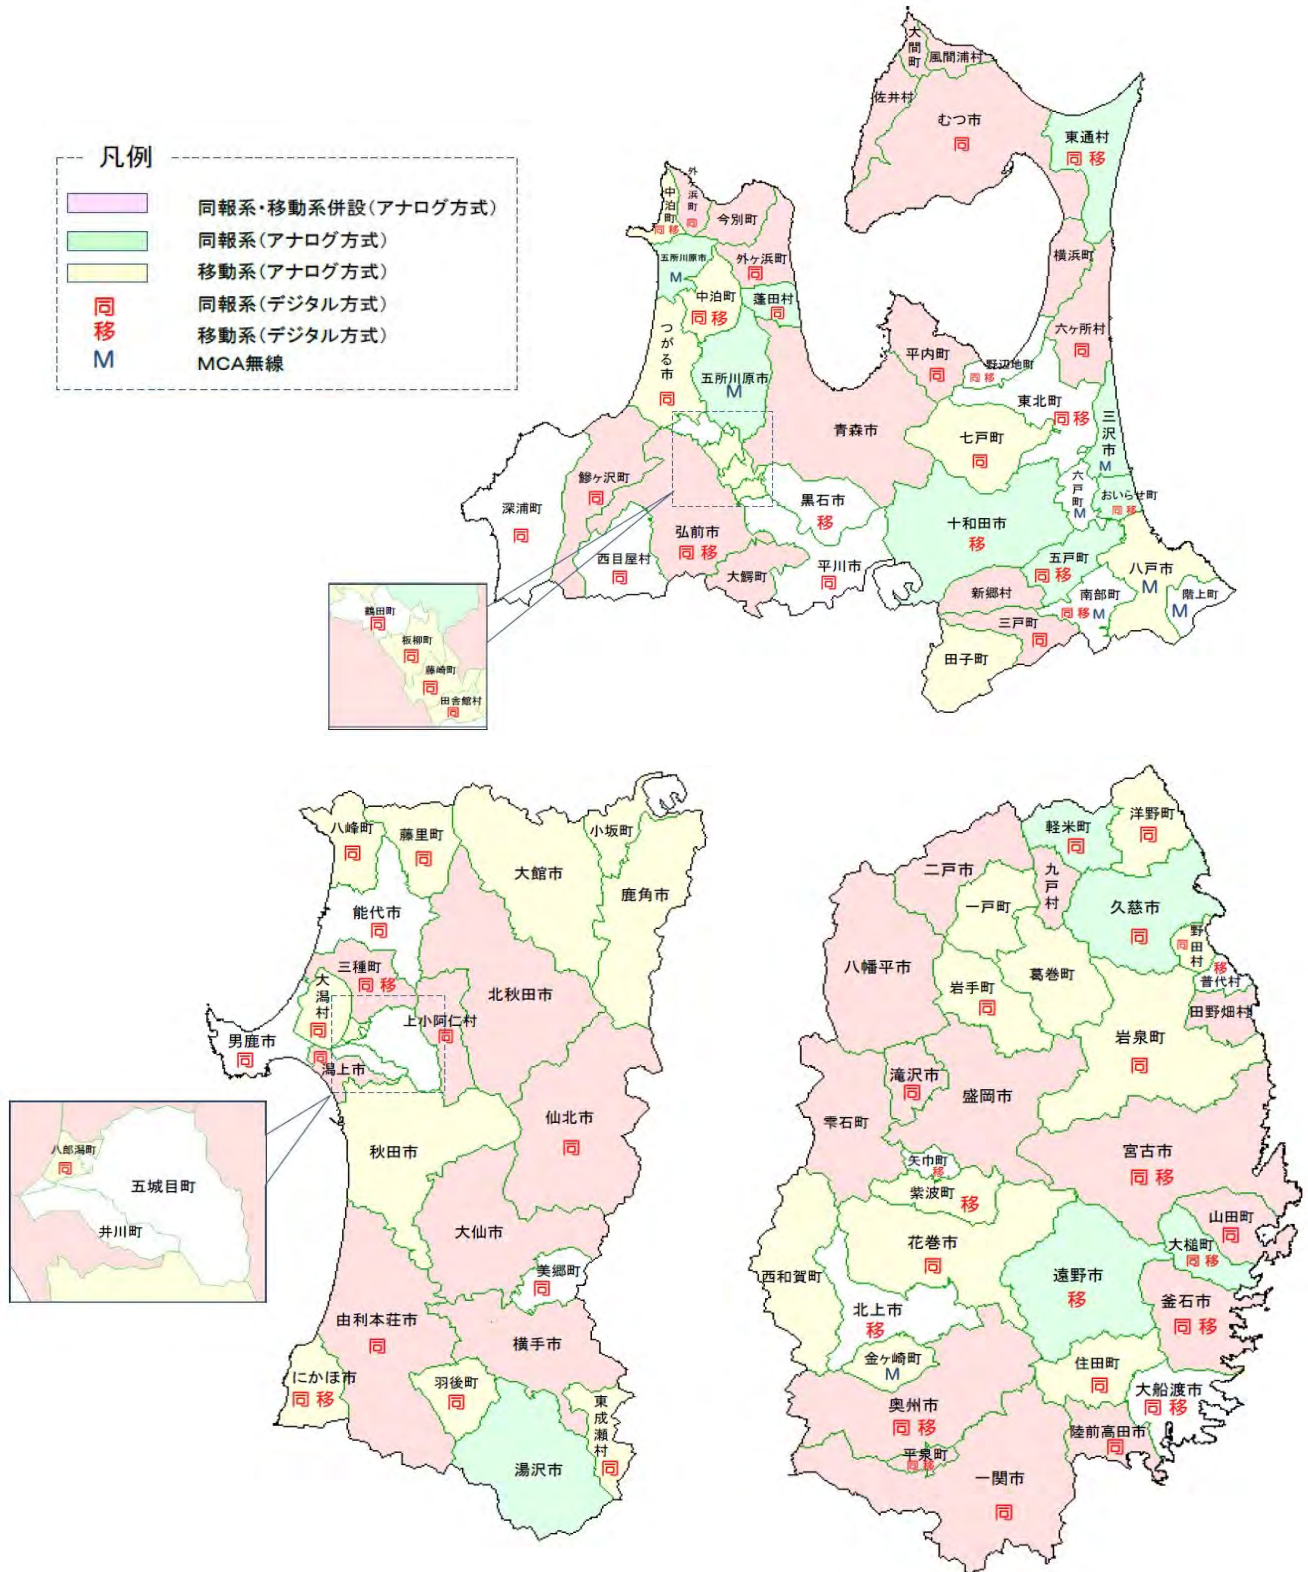 凡例
同報系・移動系併設(アナログ方式)
同報系(アナログ方式)
移動系(アナログ方式)
同 同報系(デジタル方式)
移 移動系(デジタル方式)
M MCA無線
大間町
風間浦村
佐井村
むつ市
同
東通村
同 移
中泊町
同 移
外ヶ浜町
同
今別町
五所川原市
M
外ヶ浜町
同
中泊町
同 移
蓬田村
同
つがる市
同
五所川原市
M
横浜町
六ヶ所村
同
平内町
同
野辺地町
同 移
東北町
同 移
青森市
七戸町
同
三沢市
M
六戸町
M
おいらせ町
同 移
鰺ヶ沢町
同
深浦町
同
黒石市
移
十和田市
移
弘前市
同 移
西目屋村
同
大鰐町
平川市
同
五戸町
同 移
八戸市
M
新郷村
南部町
同 移 M
階上町
M
三戸町
同
田子町
鶴田町
同
板柳町
同
藤崎町
同
田舎館村
同
八峰町
同
藤里町
同
小坂町
大館市
鹿角市
能代市
同
三種町
同 移
大潟村
同
北秋田市
上小阿仁村
同
男鹿市
同
同
潟上市
仙北市
同
秋田市
八郎潟町
同
五城目町
井川町
大仙市
美郷町
同
由利本荘市
同
横手市
にかほ市
同 移
羽後町
同
東成瀬村
同
湯沢市
洋野町
同
軽米町
同
二戸市
九戸村
一戸町
久慈市
同
野田村
同
移
普代村
八幡平市
葛巻町
岩手町
同
田野畑村
岩泉町
同
滝沢市
同
盛岡市
雫石町
宮古市
同 移
矢巾町
移
紫波町
移
山田町
同
花巻市
同
大槌町
同 移
西和賀町
遠野市
移
北上市
移
釜石市
同 移
金ヶ崎町
M
住田町
同
大船渡市
同 移
奥州市
同 移
陸前高田市
同
平泉町
同 移
一関市
同